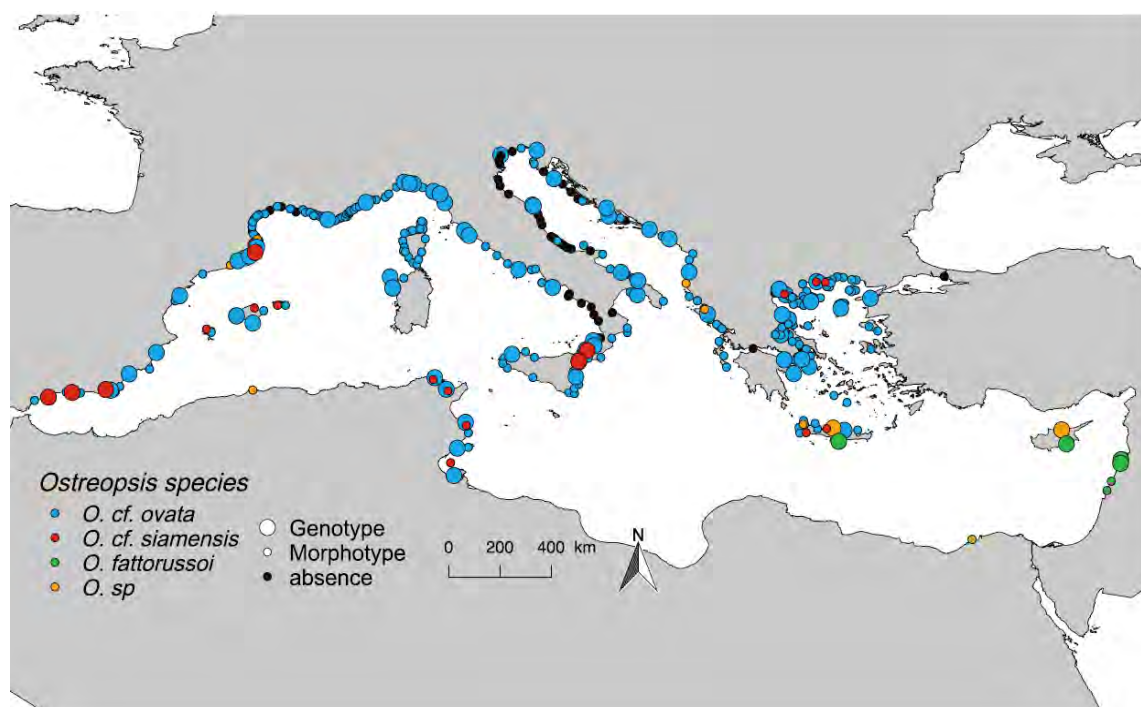 Ostreopsis species
O. cf. ovata
O. cf. siamensis
O. fattorussoi
O. sp
Genotype
Morphotype
absence
0 200 400 km
N